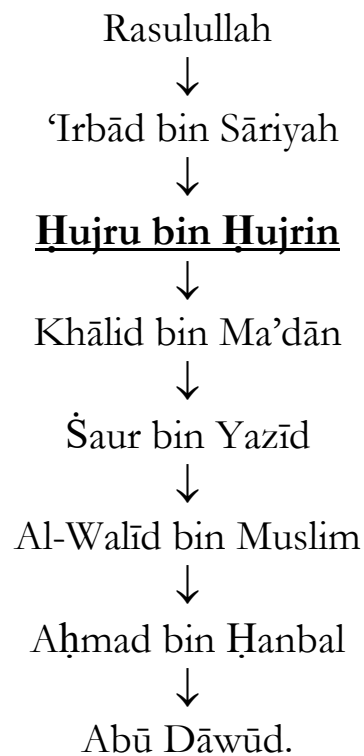 Rasulullah
↓
‘Irbād bin Sāriyah
↓
Ḥujru bin Ḥujrin
↓
Khālid bin Ma’dān
↓
Ṡaur bin Yazīd
↓
Al-Walīd bin Muslim
↓
Aḥmad bin Ḥanbal
↓
Abū Dāwūd.